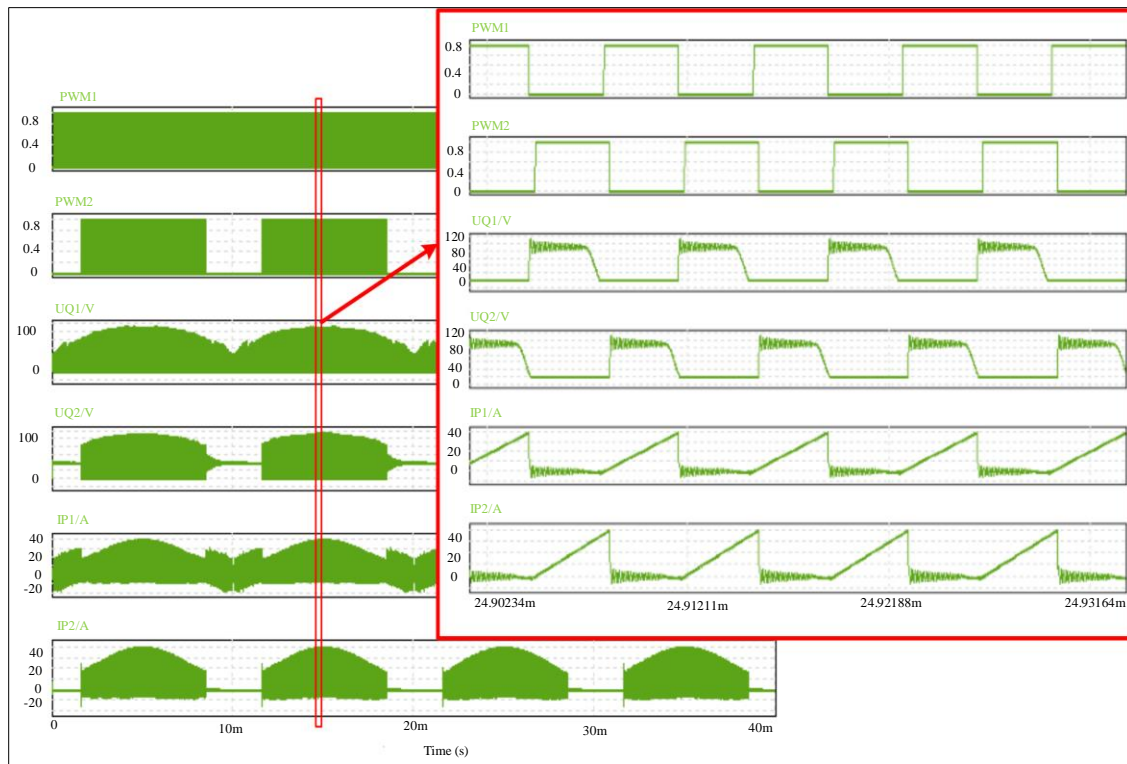 PWM1
0.8
0.4
0
PWM2
0.8
0.4
0
UQ1/V
100
0
UQ2/V
100
0
IP1/A
40
20
0
-20
IP2/A
40
20
0
-20
0
10m
20m
30m
40m
Time (s)
PWM1
0.8
0.4
0
PWM2
0.8
0.4
0
UQ1/V
120
80
40
0
UQ2/V
120
80
40
0
IP1/A
40
20
0
IP2/A
40
20
0
24.90234m
24.91211m
24.92188m
24.93164m